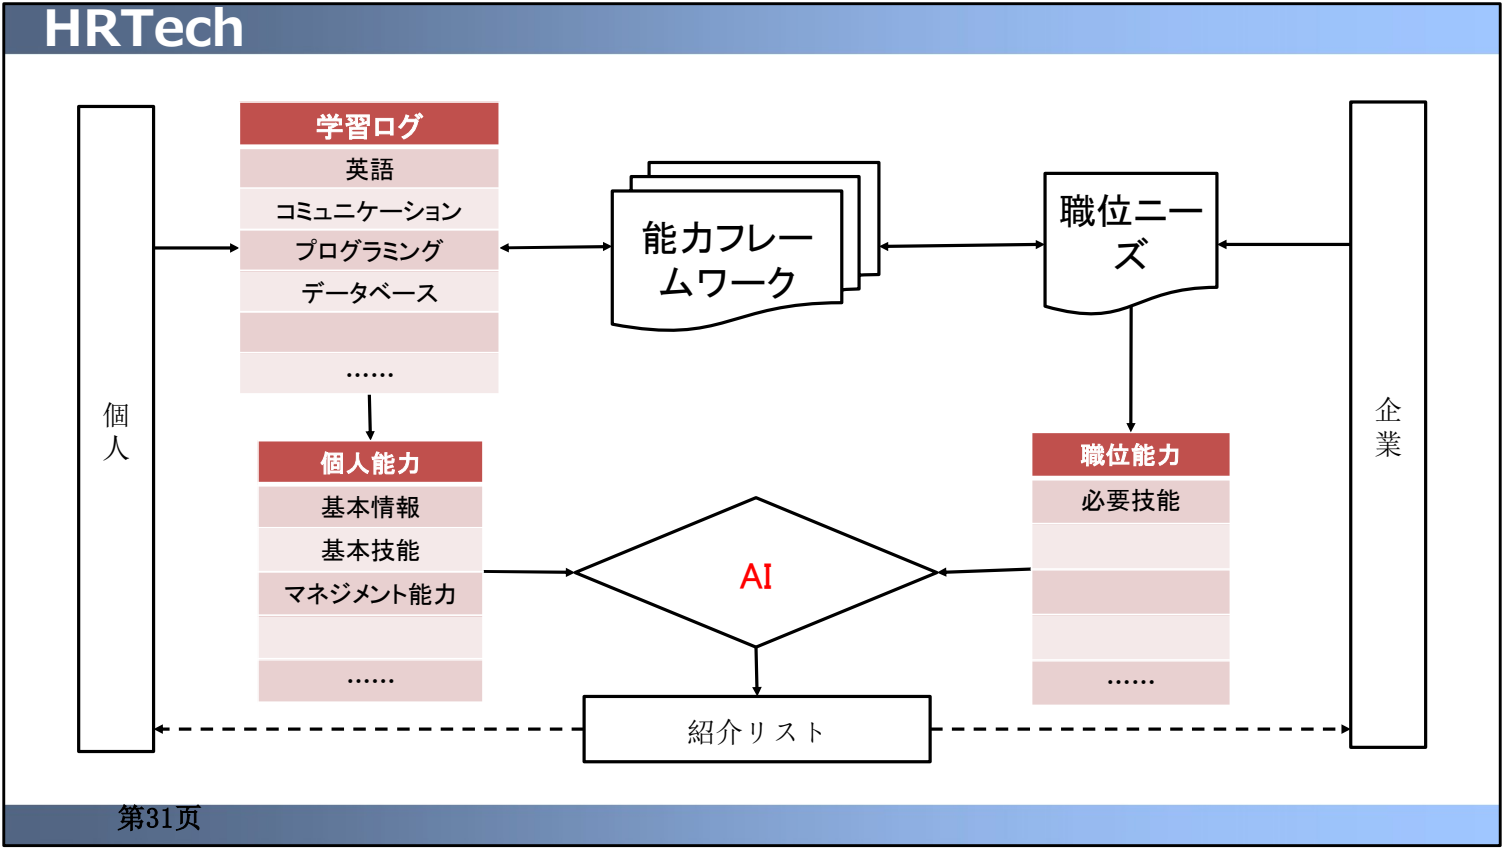 HRTech
学習ログ
英語
コミュニケーション
プログラミング
データベース
……
能力フレー
ムワーク
職位ニー
ズ
個
人
企
業
個人能力
基本情報
基本技能
マネジメント能力
……
AI
職位能力
必要技能
……
紹介リスト
第31页